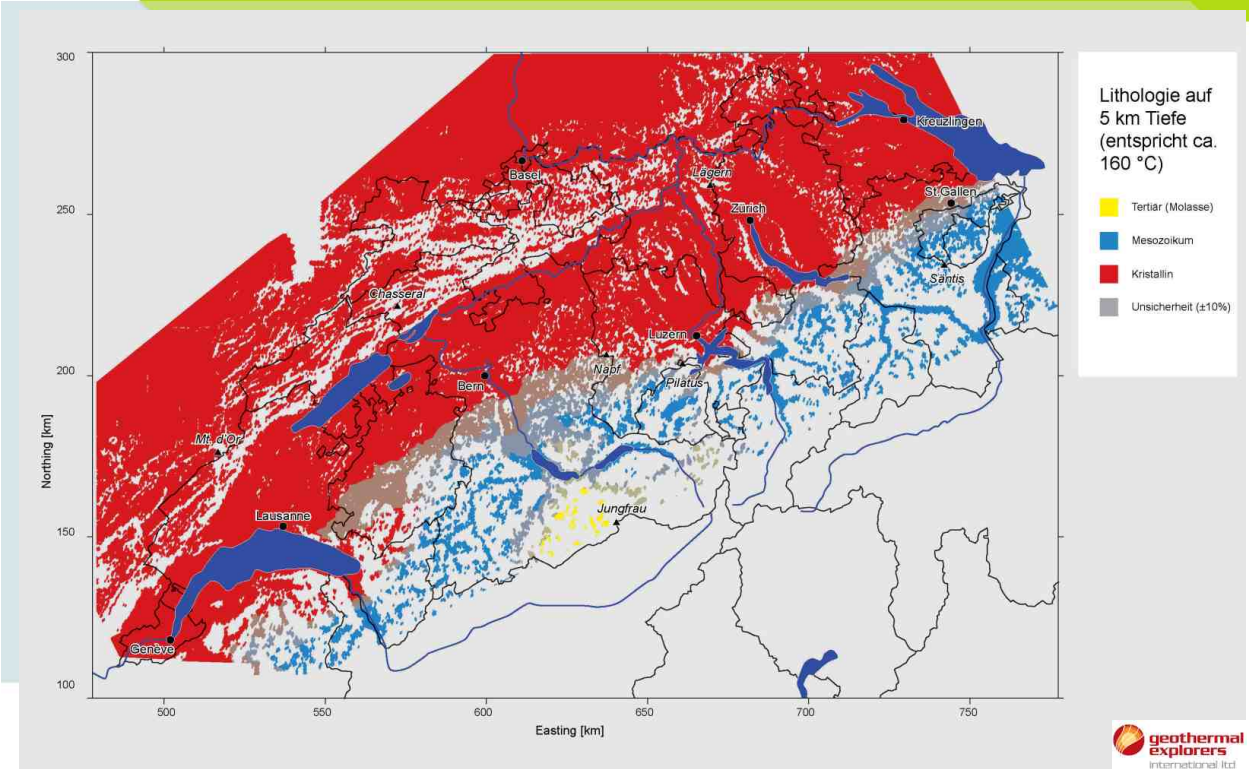 300
250
200
150
100
Northing [km]
500
550
600
650
700
750
Easting [km]
Kreuzlingen
Basel
Lägern
St.Gallen
Zürich
Säntis
Chasseral
Luzern
Napf
Pilatus
Bern
Mt. d'Or
Jungfrau
Lausanne
Genève
Lithologie auf
5 km Tiefe
(entspricht ca.
160 °C)
Tertiär (Molasse)
Mesozoikum
Kristallin
Unsicherheit (±10%)
geothermal
explorers
international ltd